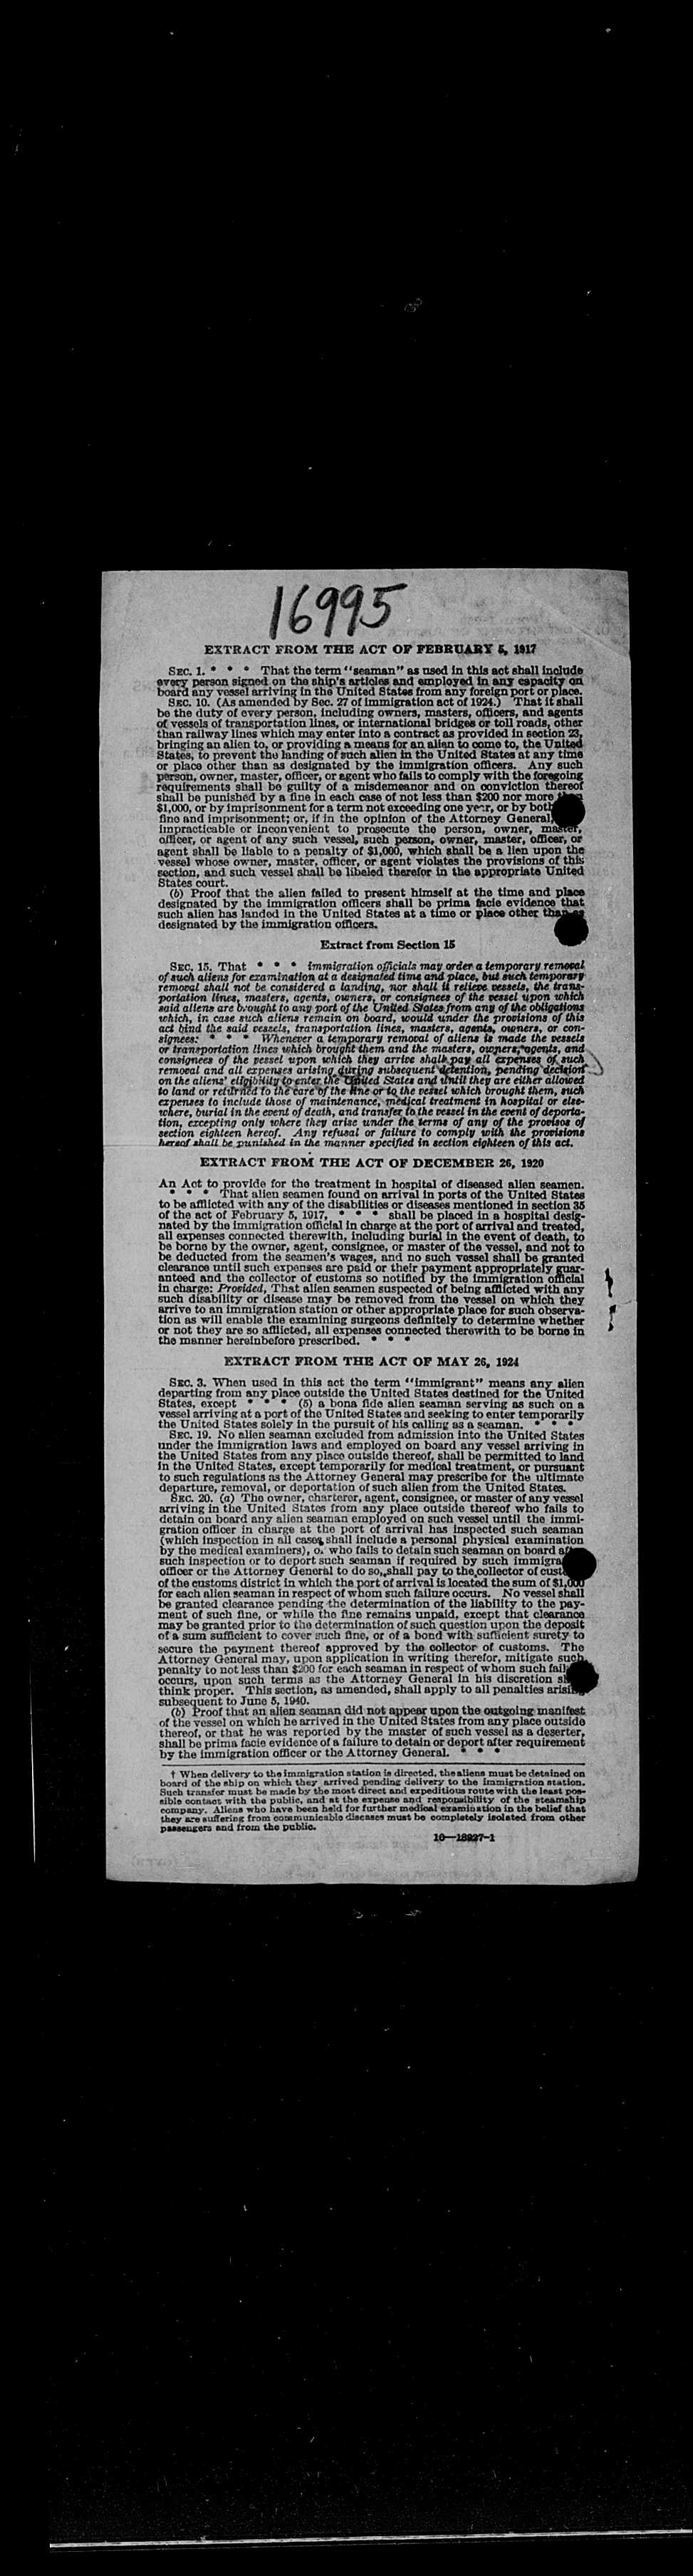 16995
EXTRACT FROM THE ACT OF FEBRUARY 5, 1917
SEC. 1. * * * That the term "seaman" as used in this act shall include
every person signed on the ship's articles and employed in any capacity on
board any vessel arriving in the United States from any foreign port or place.
SEC. 10. (As amended by Sec. 27 of immigration act of 1924.) That it shall
be the duty of every person, including owners, masters, officers, and agents
of vessels of transportation lines, or international bridges or toll roads, other
than railway lines which may enter into a contract as provided in section 23,
bringing an alien to, or providing a means for an alien to come to, the United
States, to prevent the landing of such alien in the United States at any time
or place other than as designated by the immigration officers. Any such
person, owner, master, officer, or agent who fails to comply with the foregoing
requirements shall be guilty of a misdemeanor and on conviction thereof
shall be punished by a fine in each case of not less than $200 nor more than
$1,000, or by imprisonment for a term not exceeding one year, or by both
fine and imprisonment; or, if in the opinion of the Attorney General,
impracticable or inconvenient to prosecute the person, owner, master,
officer, or agent of any such vessel, such person, owner, master, officer, or
agent shall be liable to a penalty of $1,000, which shall be a lien upon the
vessel whose owner, master, officer, or agent violates the provisions of this
section, and such vessel shall be libeled therefor in the appropriate United
States court.
(b) Proof that the alien failed to present himself at the time and place
designated by the immigration officers shall be prima facie evidence that
such alien has landed in the United States at a time or place other than as
designated by the immigration officers.
Extract from Section 15
SEC. 15. That * * * immigration officials may order a temporary removal
of such aliens for examination at a designated time and place, but such temporary
removal shall not be considered a landing, nor shall it relieve vessels, the trans-
portation lines, masters, agents, owners, or consignees of the vessel upon which
said aliens are brought to any port of the United States from any of the obligations
which, in case such aliens remain on board, would under the provisions of this
act bind the said vessels, transportation lines, masters, agents, owners, or con-
signees: * * * Whenever a temporary removal of aliens is made the vessels
or transportation lines which brought them and the masters, owners, agents, and
consignees of the vessel upon which they arrive shall pay all expenses of such
removal and all expenses arising during subsequent detention, pending decision
on the aliens' eligibility to enter the United States and until they are either allowed
to land or returned to the care of the line or to the vessel which brought them, such
expenses to include those of maintenance, medical treatment in hospital or else-
where, burial in the event of death, and transfer to the vessel in the event of deporta-
tion, excepting only where they arise under the terms of any of the provisos of
section eighteen hereof. Any refusal or failure to comply with the provisions
hereof shall be punished in the manner specified in section eighteen of this act.
EXTRACT FROM THE ACT OF DECEMBER 26, 1920
An Act to provide for the treatment in hospital of diseased alien seamen.
* * * That alien seamen found on arrival in ports of the United States
to be afflicted with any of the disabilities or diseases mentioned in section 35
of the act of February 5, 1917, * * * shall be placed in a hospital desig-
nated by the immigration official in charge at the port of arrival and treated,
all expenses connected therewith, including burial in the event of death, to
be borne by the owner, agent, consignee, or master of the vessel, and not to
be deducted from the seamen's wages, and no such vessel shall be granted
clearance until such expenses are paid or their payment appropriately guar-
anteed and the collector of customs so notified by the immigration official
in charge: Provided, That alien seamen suspected of being afflicted with any
such disability or disease may be removed from the vessel on which they
arrive to an immigration station or other appropriate place for such observa-
tion as will enable the examining surgeons definitely to determine whether
or not they are so afflicted, all expenses connected therewith to be borne in
the manner hereinbefore prescribed. * * *
EXTRACT FROM THE ACT OF MAY 26, 1924
SEC. 3. When used in this act the term "immigrant" means any alien
departing from any place outside the United States destined for the United
States, except * * * (5) a bona fide alien seaman serving as such on a
vessel arriving at a port of the United States and seeking to enter temporarily
the United States solely in the pursuit of his calling as a seaman. * * *
SEC. 19. No alien seaman excluded from admission into the United States
under the immigration laws and employed on board any vessel arriving in
the United States from any place outside thereof, shall be permitted to land
in the United States, except temporarily for medical treatment, or pursuant
to such regulations as the Attorney General may prescribe for the ultimate
departure, removal, or deportation of such alien from the United States.
SEC. 20. (a) The owner, charterer, agent, consignee, or master of any vessel
arriving in the United States from any place outside thereof who fails to
detain on board any alien seaman employed on such vessel until the immi-
gration officer in charge at the port of arrival has inspected such seaman
(which inspection in all cases shall include a personal physical examination
by the medical examiners), or who fails to detain such seaman on board after
such inspection or to deport such seaman if required by such immigra
officer or the Attorney General to do so, shall pay to the collector of cust
of the customs district in which the port of arrival is located the sum of $1,000
for each alien seaman in respect of whom such failure occurs. No vessel shall
be granted clearance pending the determination of the liability to the pay-
ment of such fine, or while the fine remains unpaid, except that clearance
may be granted prior to the determination of such question upon the deposit
of a sum sufficient to cover such fine, or of a bond with sufficient surety to
secure the payment thereof approved by the collector of customs. The
Attorney General may, upon application in writing therefor, mitigate such
penalty to not less than $200 for each seaman in respect of whom such fail
occurs, upon such terms as the Attorney General in his discretion sh
think proper. This section, as amended, shall apply to all penalties arising
subsequent to June 5, 1940.
(b) Proof that an alien seaman did not appear upon the outgoing manifest
of the vessel on which he arrived in the United States from any place outside
thereof, or that he was reported by the master of such vessel as a deserter,
shall be prima facie evidence of a failure to detain or deport after requirement
by the immigration officer or the Attorney General. * * *
† When delivery to the immigration station is directed, the aliens must be detained on
board of the ship on which they arrived pending delivery to the immigration station.
Such transfer must be made by the most direct and expeditious route with the least pos-
sible contact with the public, and at the expense and responsibility of the steamship
company. Aliens who have been held for further medical examination in the belief that
they are suffering from communicable diseases must be completely isolated from other
passengers and from the public.
10—18927-1